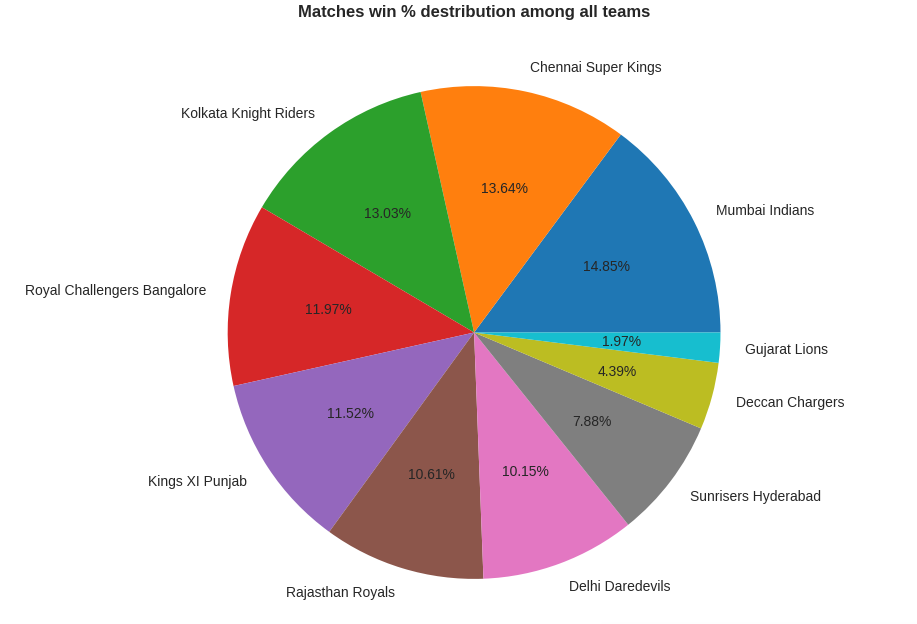 Matches win % destribution among all teams
Chennai Super Kings
Kolkata Knight Riders
13.64%
Mumbai Indians
13.03%
14.85%
Royal Challengers Bangalore
11.97%
1.97%
Gujarat Lions
4.39%
Deccan Chargers
11.52%
7.88%
10.61%
10.15%
Kings XI Punjab
Sunrisers Hyderabad
Rajasthan Royals
Delhi Daredevils